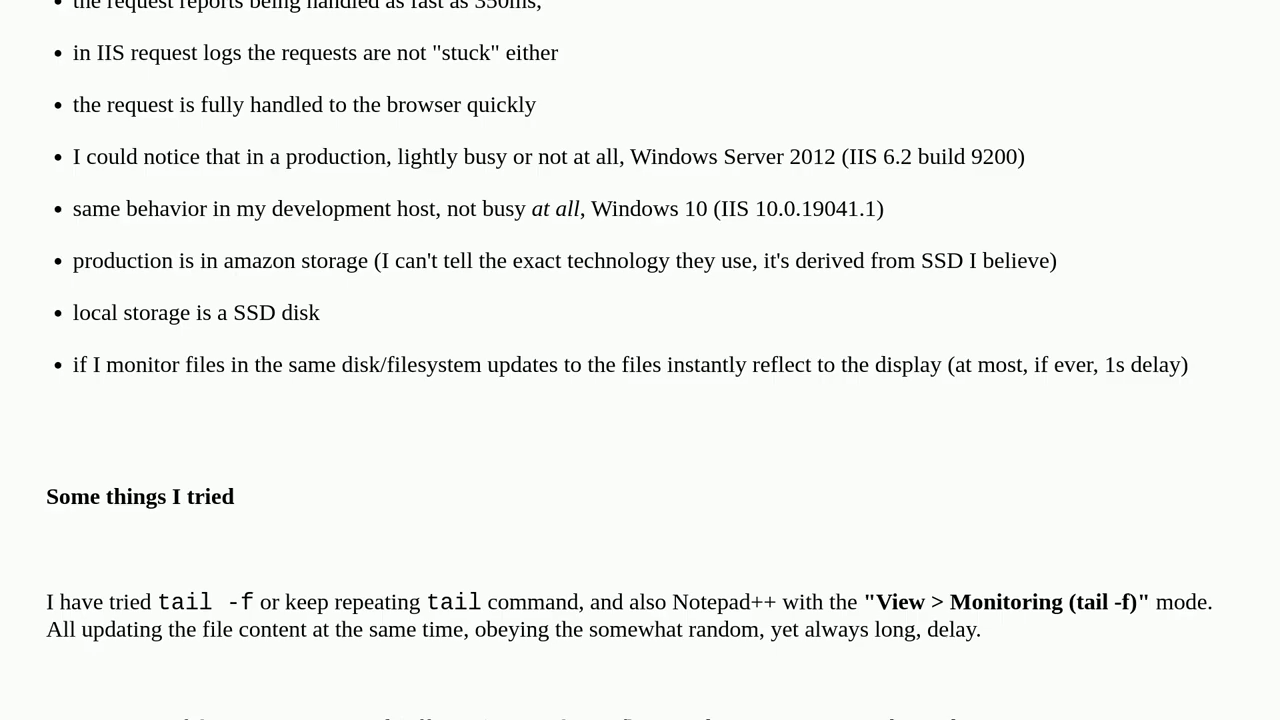 the request reports being handled as fast as 350ms,
in IIS request logs the requests are not "stuck" either
the request is fully handled to the browser quickly
I could notice that in a production, lightly busy or not at all, Windows Server 2012 (IIS 6.2 build 9200)
same behavior in my development host, not busy at all, Windows 10 (IIS 10.0.19041.1)
production is in amazon storage (I can't tell the exact technology they use, it's derived from SSD I believe)
local storage is a SSD disk
if I monitor files in the same disk/filesystem updates to the files instantly reflect to the display (at most, if ever, 1s delay)
Some things I tried
I have tried tail -f or keep repeating tail command, and also Notepad++ with the "View > Monitoring (tail -f)" mode.
All updating the file content at the same time, obeying the somewhat random, yet always long, delay.